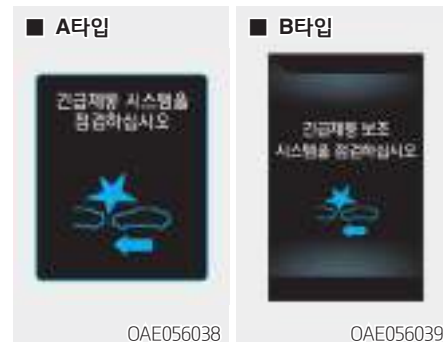 ■ A타입
긴급제동 시스템을
점검하십시오
OAE056038
■ B타입
긴급제동 보조
시스템을 점검하십시오
OAE056039